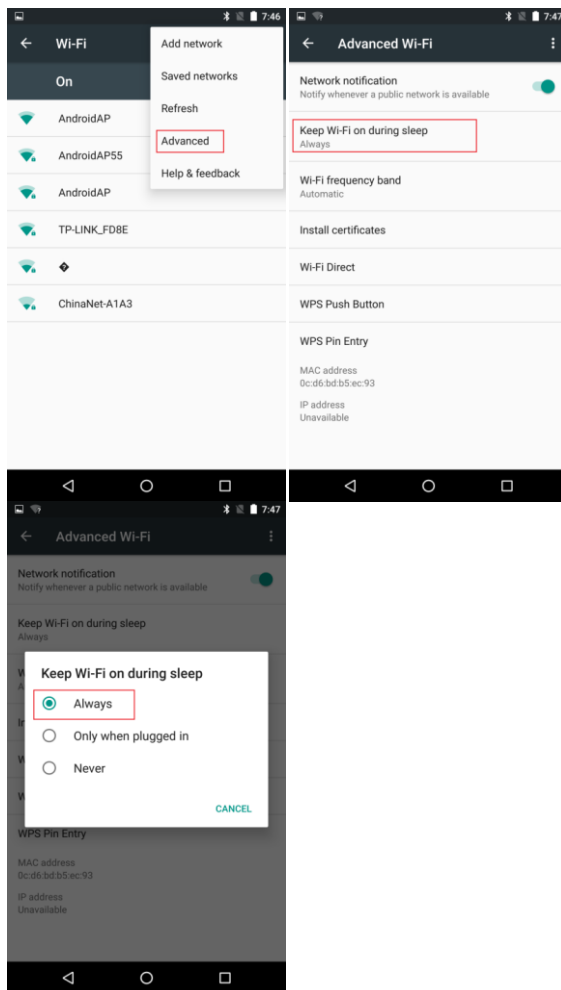 7:46
Wi-Fi
Add network
On
Saved networks
Refresh
AndroidAP
Advanced
AndroidAP55
Help & feedback
AndroidAP
TP-LINK_FD8E
�
ChinaNet-A1A3
7:47
Advanced Wi-Fi
Network notification
Notify whenever a public network is available
Keep Wi-Fi on during sleep
Always
Wi-Fi frequency band
Automatic
Install certificates
Wi-Fi Direct
WPS Push Button
WPS Pin Entry
MAC address
0c:d6:bd:b5:ec:93
IP address
Unavailable
7:47
Advanced Wi-Fi
Network notification
Notify whenever a public network is available
Keep Wi-Fi on during sleep
Always
W
A
Keep Wi-Fi on during sleep
Always
In
Only when plugged in
W
Never
W
CANCEL
WPS Pin Entry
MAC address
0c:d6:bd:b5:ec:93
IP address
Unavailable